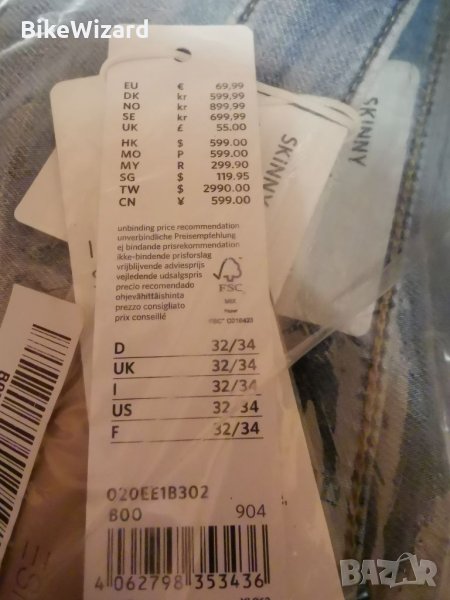 BikeWizard
EU € 69,99
DK kr 599,99
NO kr 899,99
SE kr 699,99
UK £ 55.00
HK $ 599.00
MO P 599.00
MY R 299.90
SG $ 119.95
TW $ 2990.00
CN ¥ 599.00
unbinding price recommendation
unverbindliche Preisempfehlung
ej bindande prisrekommendation
ikke-bindende prisforslag
vrijblijvende adviesprijs
vejledende udsalgspris
precio recomendado
ohjevähittäishinta
prezzo consigliato
prix conseillé
FSC
MIX
Paper
D 32/34
UK 32/34
I 32/34
US 32 34
F 32/34
020EE1B302
B00 904
4 062798 353436
SKINNY
SKINNY
BAZAR